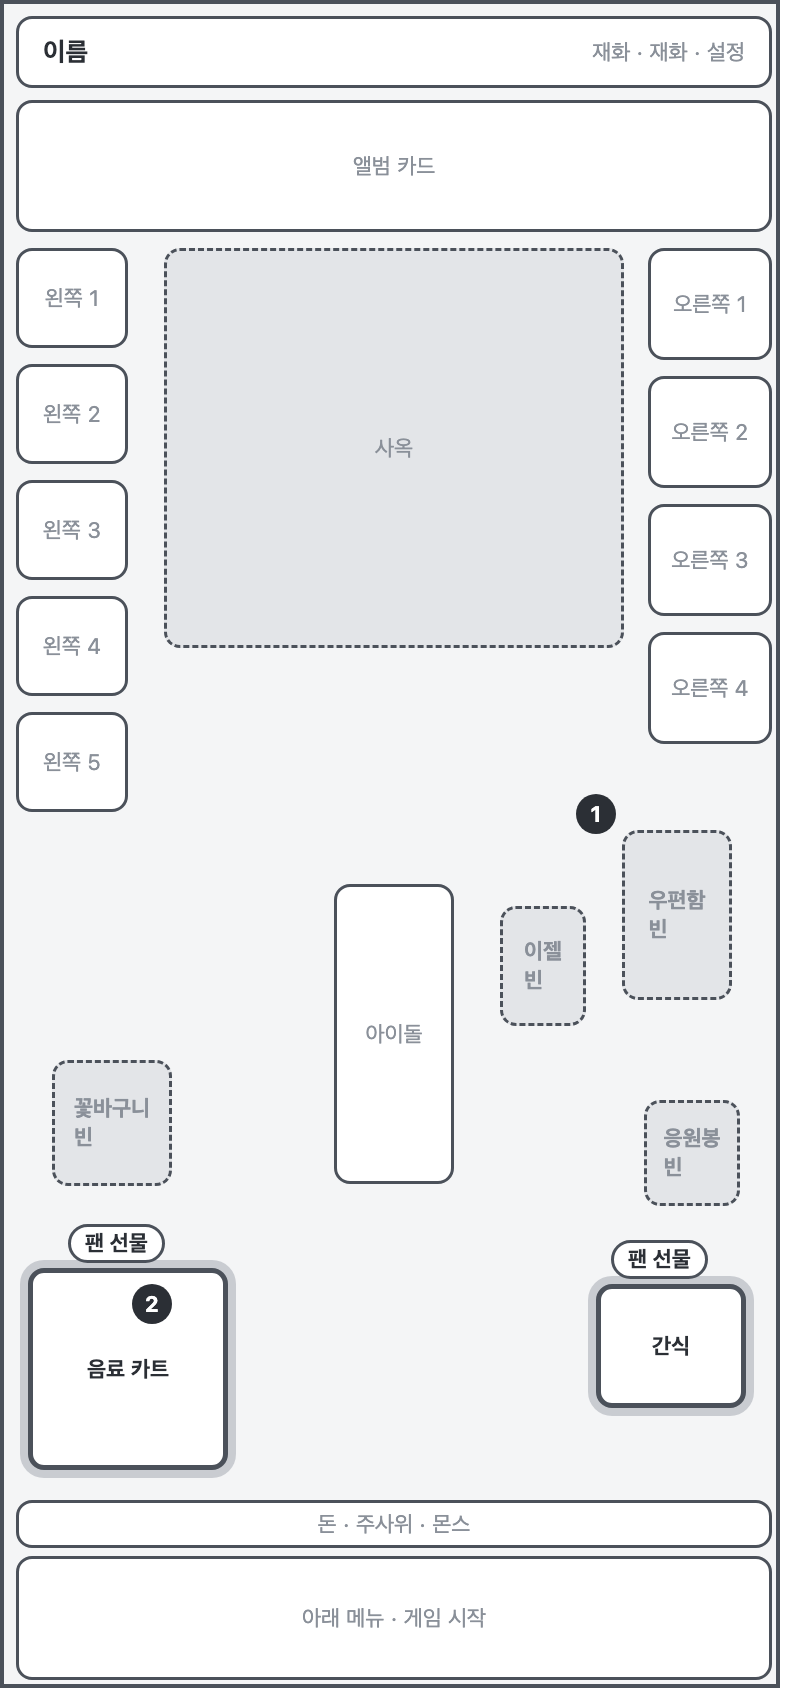 이름
재화 · 재화 · 설정
앨범 카드
왼쪽 1
왼쪽 2
왼쪽 3
왼쪽 4
왼쪽 5
사옥
오른쪽 1
오른쪽 2
오른쪽 3
오른쪽 4
1
우편함
빈
이젤
빈
아이돌
꽃바구니
빈
응원봉
빈
팬 선물
2
음료 카트
팬 선물
간식
돈 · 주사위 · 몬스
아래 메뉴 · 게임 시작